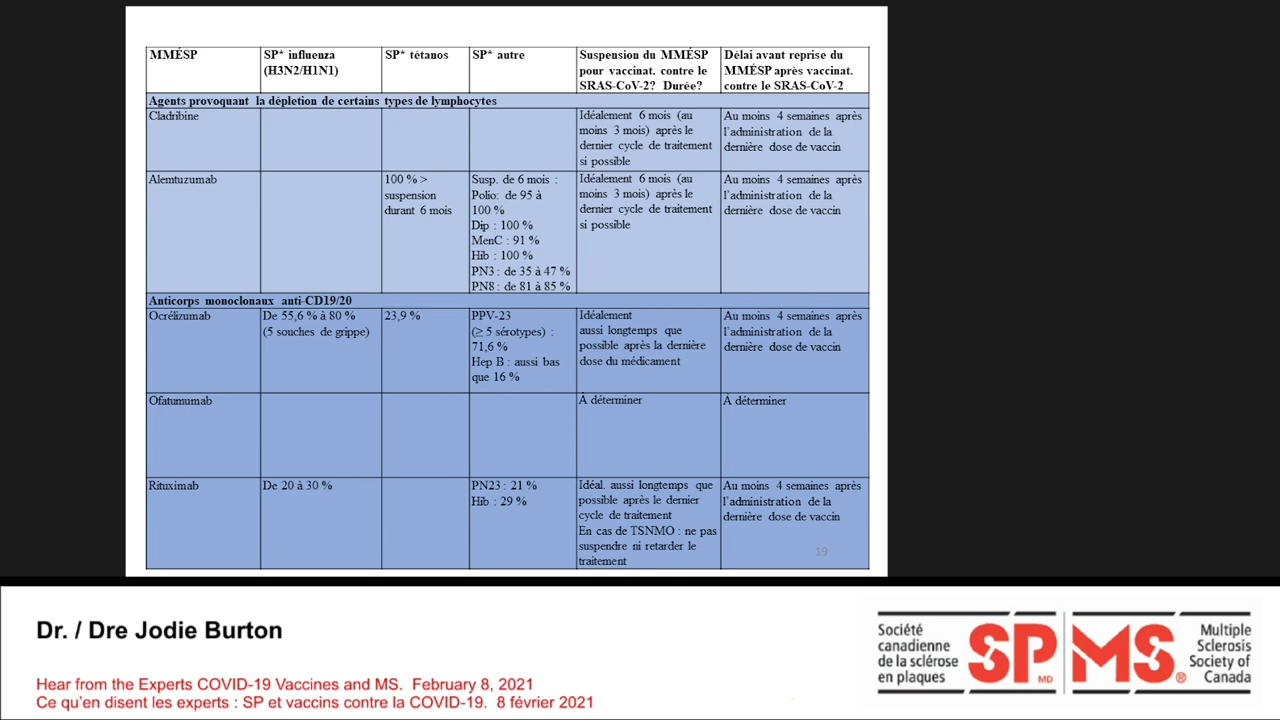 MMÉSP
SP* influenza
(H3N2/H1N1)
SP* tétanos
SP* autre
Suspension du MMÉSP
pour vaccinat. contre le
SRAS-CoV-2? Durée?
Délai avant reprise du
MMÉSP après vaccinat.
contre le SRAS-CoV-2
Agents provoquant la dépletion de certains types de lymphocytes
Cladribine
Idéalement 6 mois (au
moins 3 mois) après le
dernier cycle de traitement
si possible
Au moins 4 semaines après
l'administration de la
dernière dose de vaccin
Alemtuzumab
100 % >
suspension
durant 6 mois
Susp. de 6 mois :
Polio: de 95 à
100 %
Dip : 100 %
MenC : 91 %
Hib : 100 %
PN3 : de 35 à 47 %
PN8 : de 81 à 85 %
Idéalement 6 mois (au
moins 3 mois) après le
dernier cycle de traitement
si possible
Au moins 4 semaines après
l'administration de la
dernière dose de vaccin
Anticorps monoclonaux anti-CD19/20
Ocrélizumab
De 55,6 % à 80 %
(5 souches de grippe)
23,9 %
PPV-23
(≥ 5 sérotypes) :
71,6 %
Hep B : aussi bas
que 16 %
Idéalement
aussi longtemps que
possible après la dernière
dose du médicament
Au moins 4 semaines après
l'administration de la
dernière dose de vaccin
Ofatumumab
À déterminer
À déterminer
Rituximab
De 20 à 30 %
PN23 : 21 %
Hib : 29 %
Idéal. aussi longtemps que
possible après le dernier
cycle de traitement
En cas de TSNMO : ne pas
suspendre ni retarder le
traitement
Au moins 4 semaines après
l'administration de la
dernière dose de vaccin
19
Dr. / Dre Jodie Burton
Hear from the Experts COVID-19 Vaccines and MS. February 8, 2021
Ce qu'en disent les experts : SP et vaccins contre la COVID-19. 8 février 2021
Société
canadienne
de la sclérose
en plaques
SP
MD
MS
®
Multiple
Sclerosis
Society of
Canada